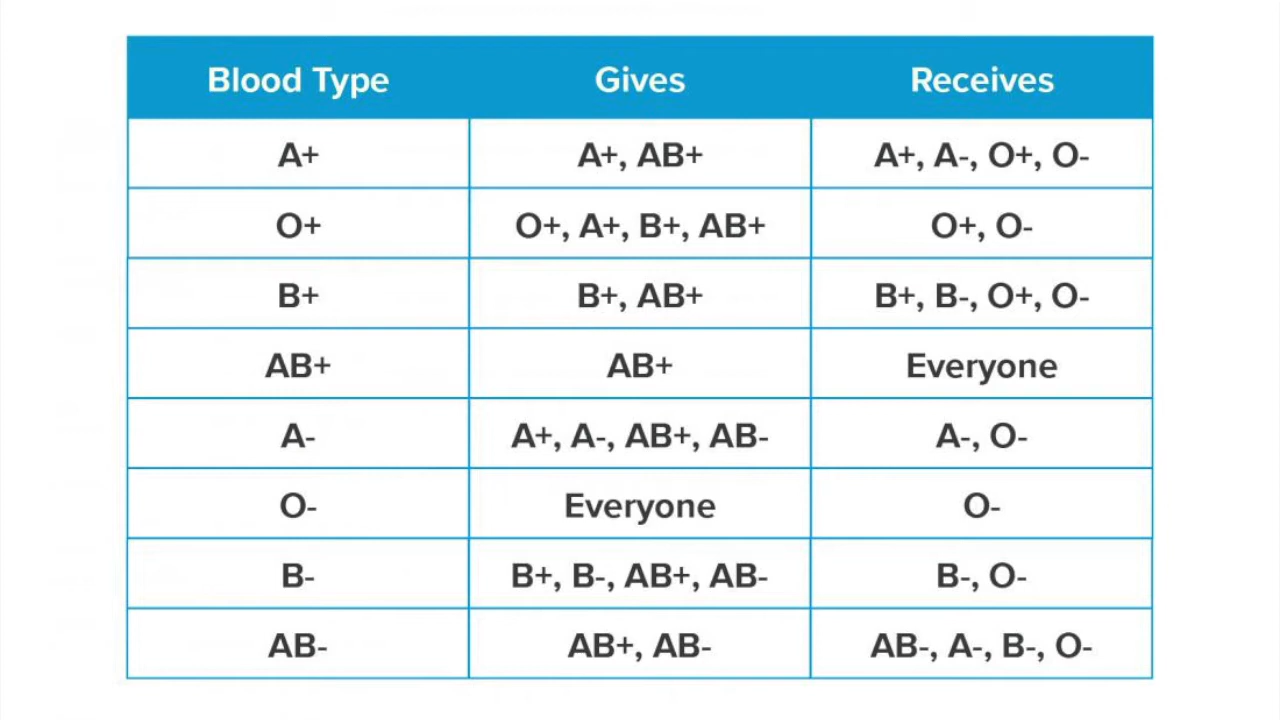 Blood Type Gives Receives
A+ A+, AB+ A+, A-, O+, O-
O+ O+, A+, B+, AB+ O+, O-
B+ B+, AB+ B+, B-, O+, O-
AB+ AB+ Everyone
A- A+, A-, AB+, AB- A-, O-
O- Everyone O-
B- B+, B-, AB+, AB- B-, O-
AB- AB+, AB- AB-, A-, B-, O-